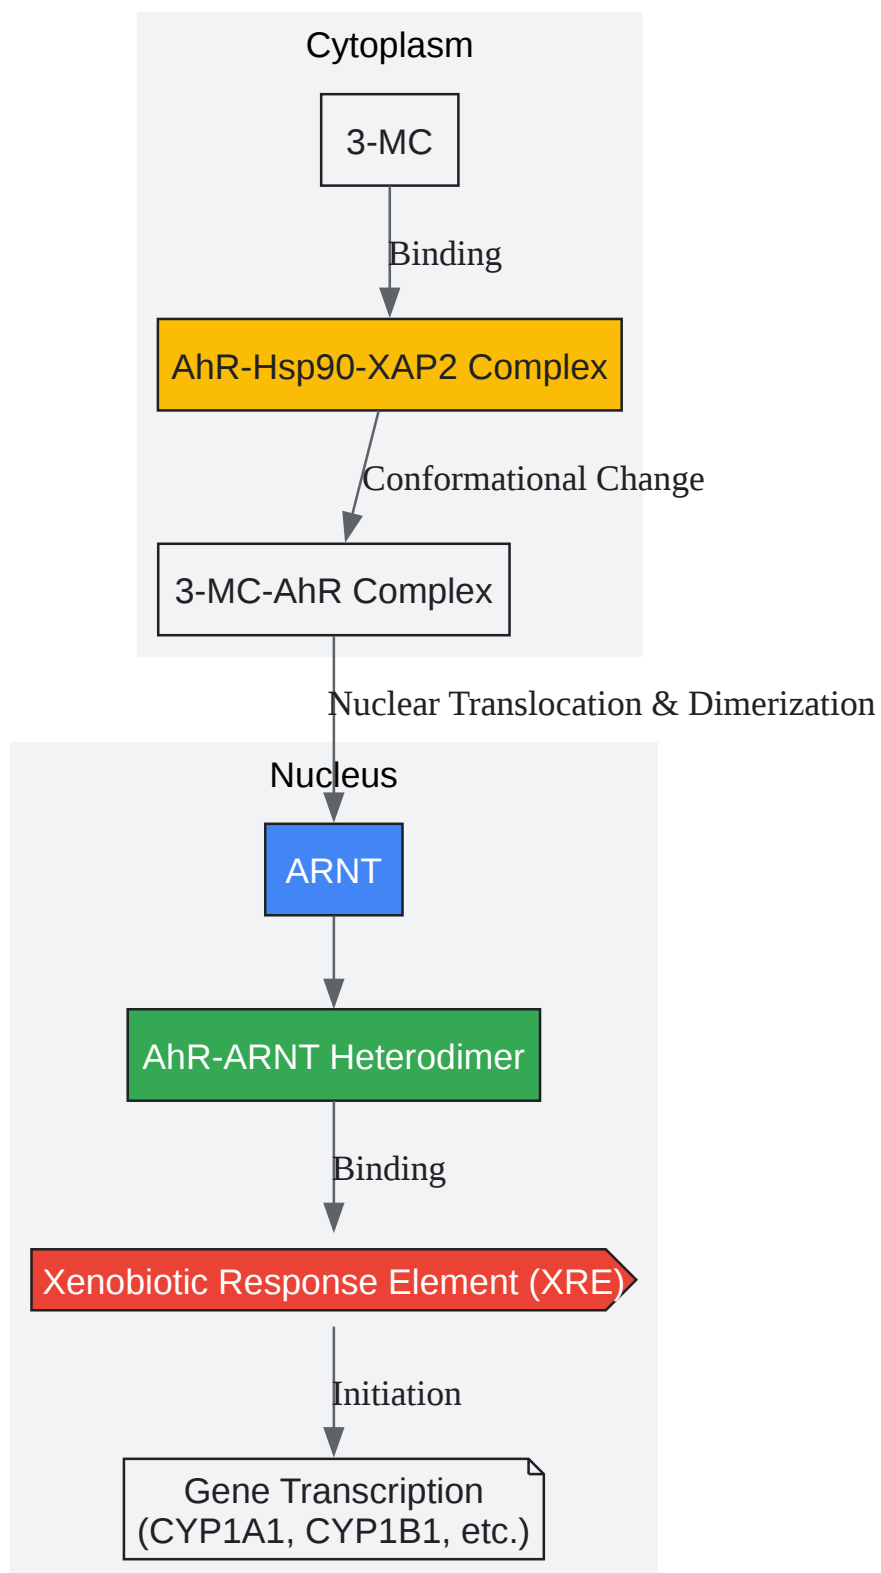 Cytoplasm
3-MC
Binding
AhR-Hsp90-XAP2 Complex
Conformational Change
3-MC-AhR Complex
Nuclear Translocation & Dimerization
Nucleus
ARNT
AhR-ARNT Heterodimer
Binding
Xenobiotic Response Element (XRE)
Initiation
Gene Transcription
(CYP1A1, CYP1B1, etc.)